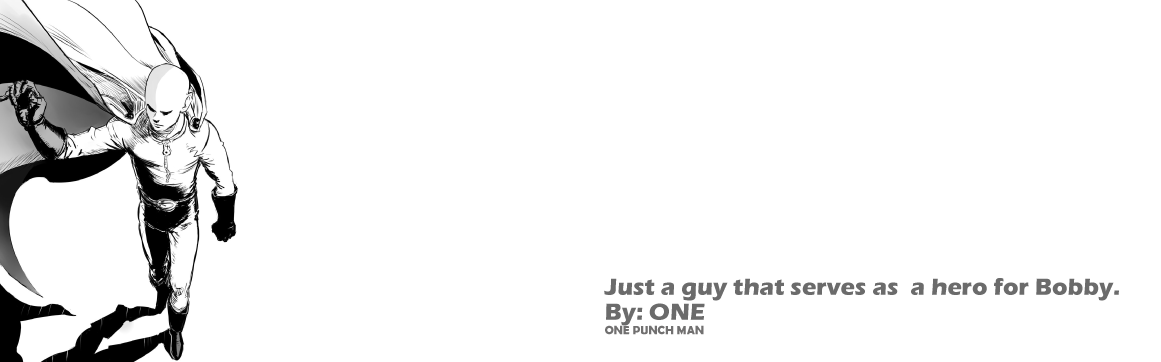 Just a guy that serves as  a hero for Bobby.
By: ONE
ONE PUNCH MAN